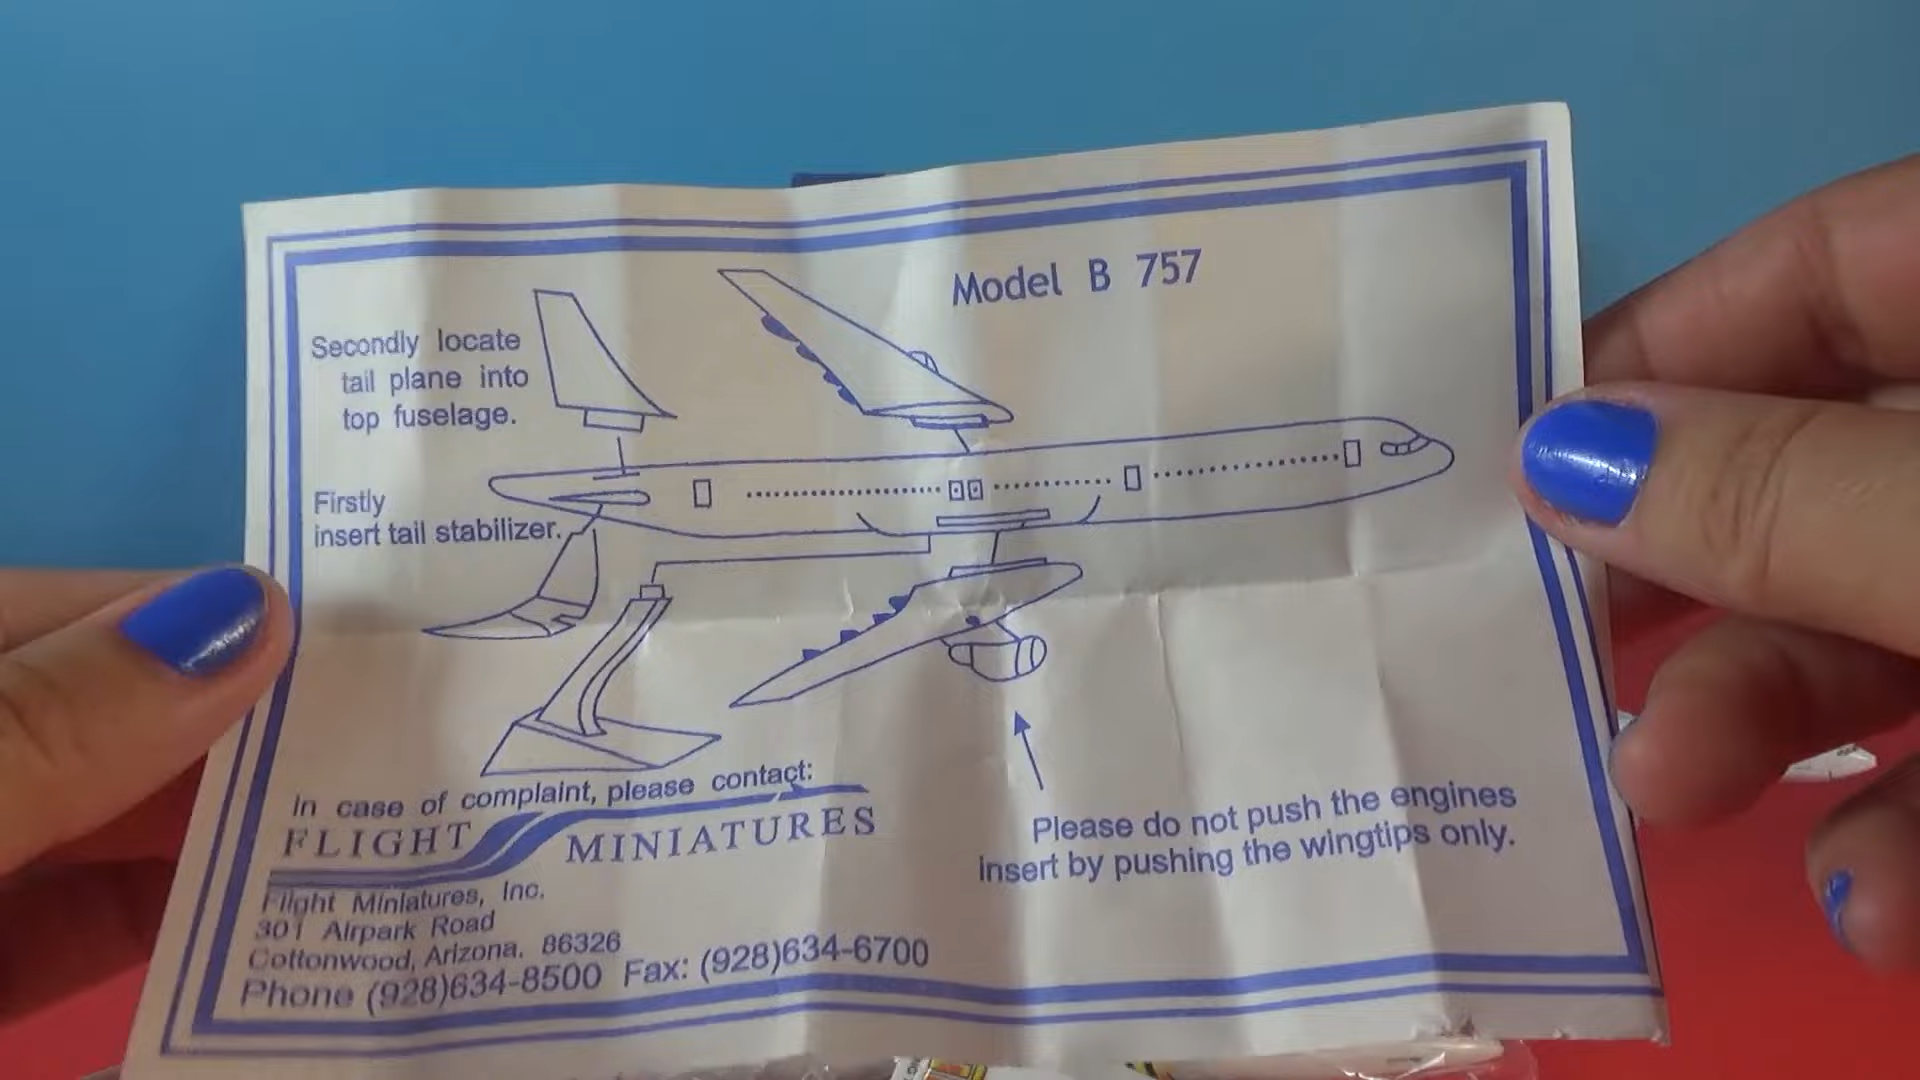 Model B 757
Secondly locate
tail plane into
top fuselage.
Firstly
insert tail stabilizer.
In case of complaint, please contact:
FLIGHT MINIATURES
Flight Miniatures, Inc.
301 Airpark Road
Cottonwood, Arizona. 86326
Phone (928)634-8500 Fax: (928)634-6700
Please do not push the engines
insert by pushing the wingtips only.